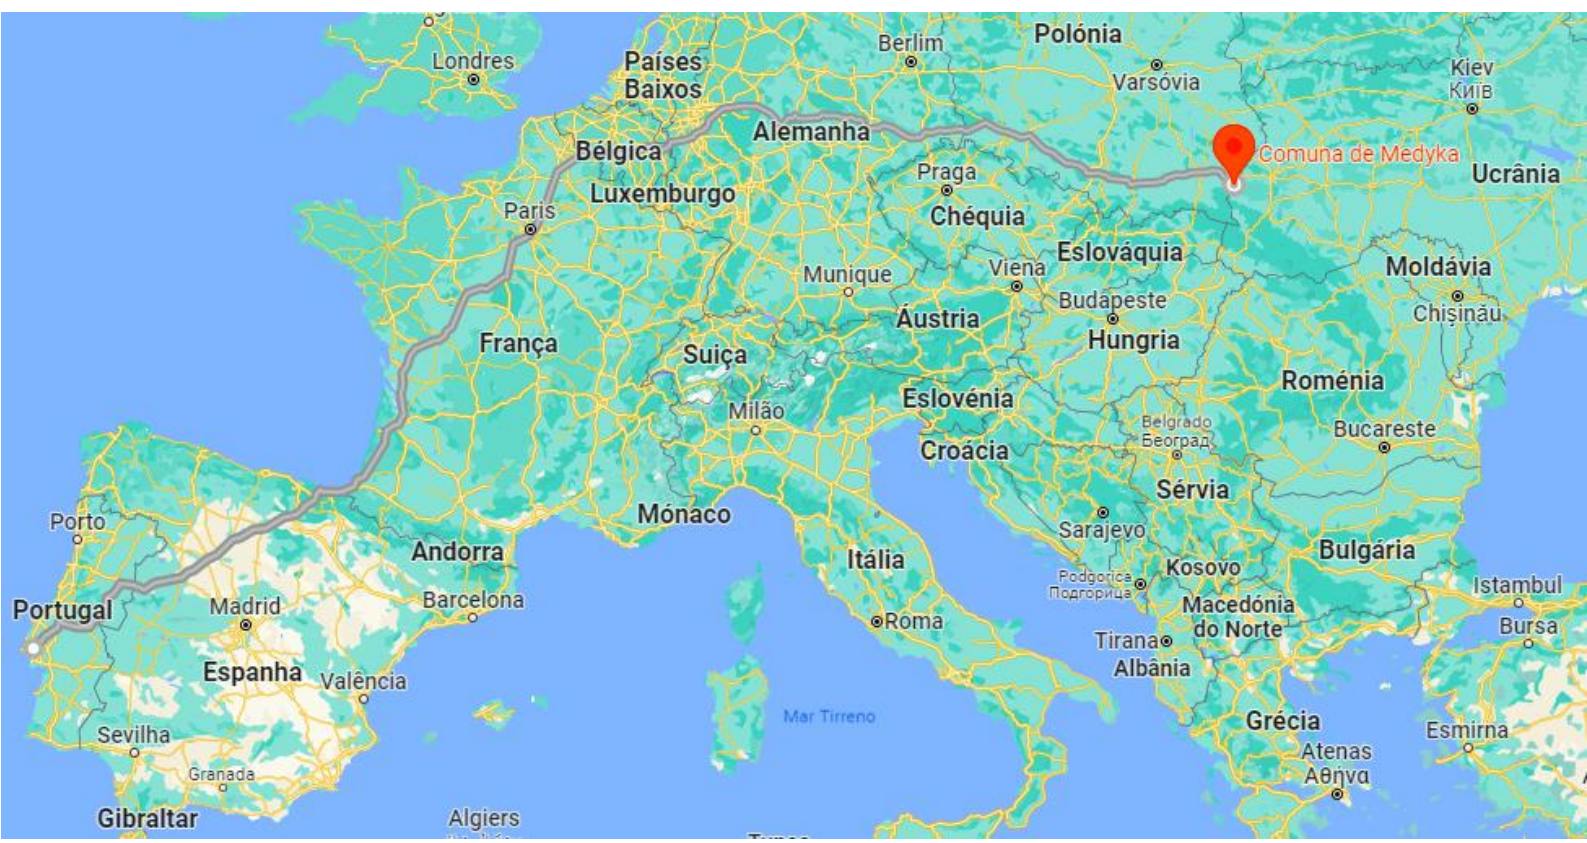 Londres
Países
Baixos
Berlim
Polónia
Varsóvia
Kiev
Київ
Alemanha
Bélgica
Comuna de Medyka
Ucrânia
Luxemburgo
Praga
Chéquia
Paris
Eslováquia
Munique
Viena
Moldávia
Budapeste
Chișinău
Áustria
Hungria
França
Suiça
Roménia
Eslovénia
Milão
Belgrado
Београд
Bucareste
Croácia
Sérvia
Mónaco
Porto
Sarajevo
Andorra
Itália
Bulgária
Kosovo
Podgorica
Подгорица
Istambul
Portugal
Madrid
Barcelona
Macedónia
do Norte
Roma
Bursa
Tirana
Albânia
Espanha
Valência
Mar Tirreno
Grécia
Sevilha
Esmirna
Atenas
Αθήνα
Granada
Gibraltar
Algiers